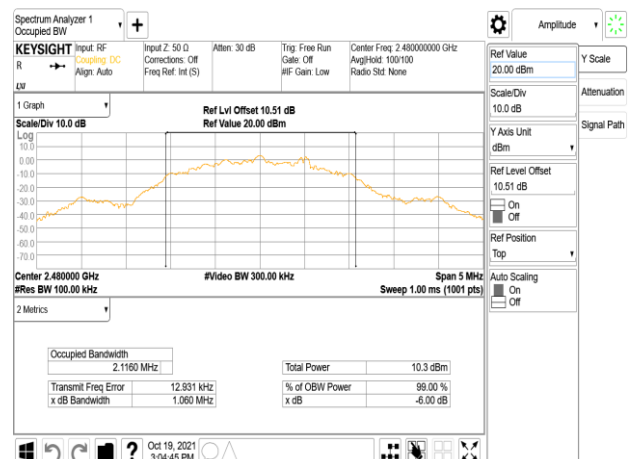 Spectrum Analyzer 1
Occupied BW
Amplitude
KEYSIGHT
R
LXI
Input: RF
Coupling: DC
Align: Auto
Input Z: 50 Ω
Corrections: Off
Freq Ref: Int (S)
Atten: 30 dB
Trig: Free Run
Gate: Off
#IF Gain: Low
Center Freq: 2.480000000 GHz
Avg|Hold: 100/100
Radio Std: None
1 Graph
Scale/Div 10.0 dB
Ref Lvl Offset 10.51 dB
Ref Value 20.00 dBm
Log
10.0
0.00
-10.0
-20.0
-30.0
-40.0
-50.0
-60.0
-70.0
Center 2.480000 GHz
#Res BW 100.00 kHz
#Video BW 300.00 kHz
Span 5 MHz
Sweep 1.00 ms (1001 pts)
2 Metrics
Occupied Bandwidth
2.1160 MHz
Transmit Freq Error 12.931 kHz
x dB Bandwidth 1.060 MHz
Total Power 10.3 dBm
% of OBW Power 99.00 %
x dB -6.00 dB
Oct 19, 2021
3:04:45 PM
Ref Value
20.00 dBm
Scale/Div
10.0 dB
Y Axis Unit
dBm
Ref Level Offset
10.51 dB
On
Off
Ref Position
Top
Auto Scaling
On
Off
Y Scale
Attenuation
Signal Path